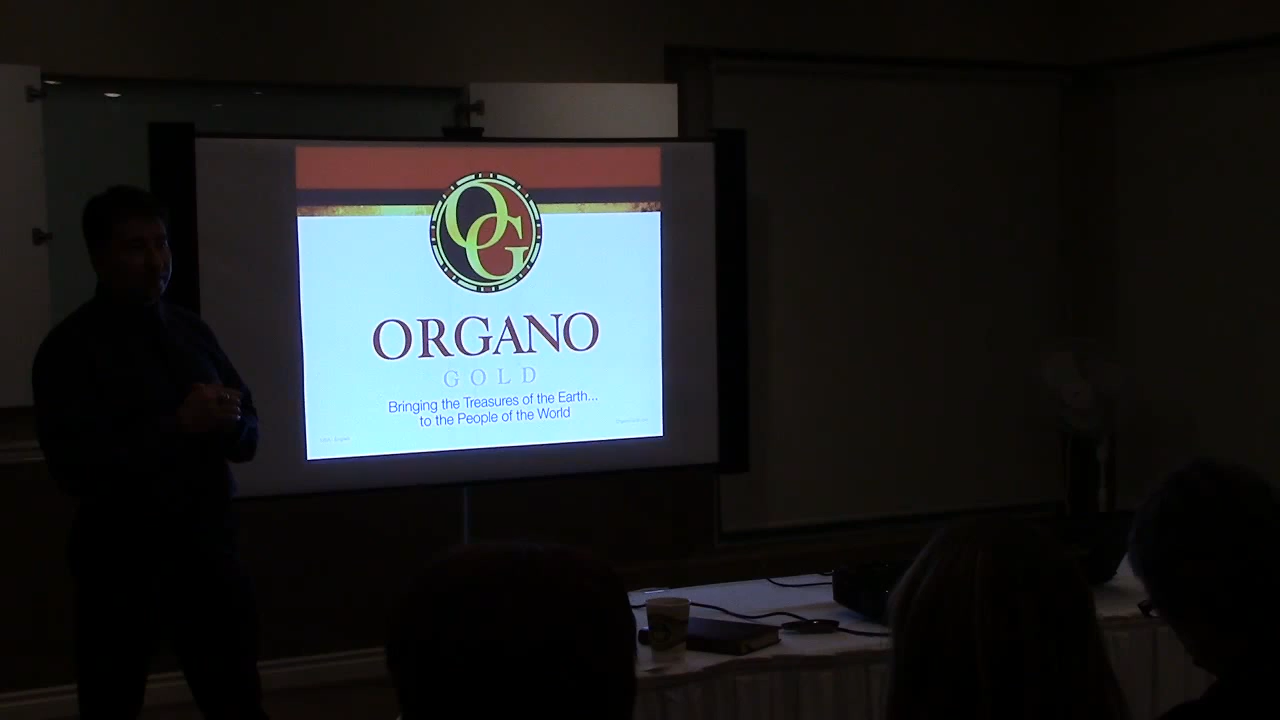 OG
ORGANO
GOLD
Bringing the Treasures of the Earth...
to the People of the World